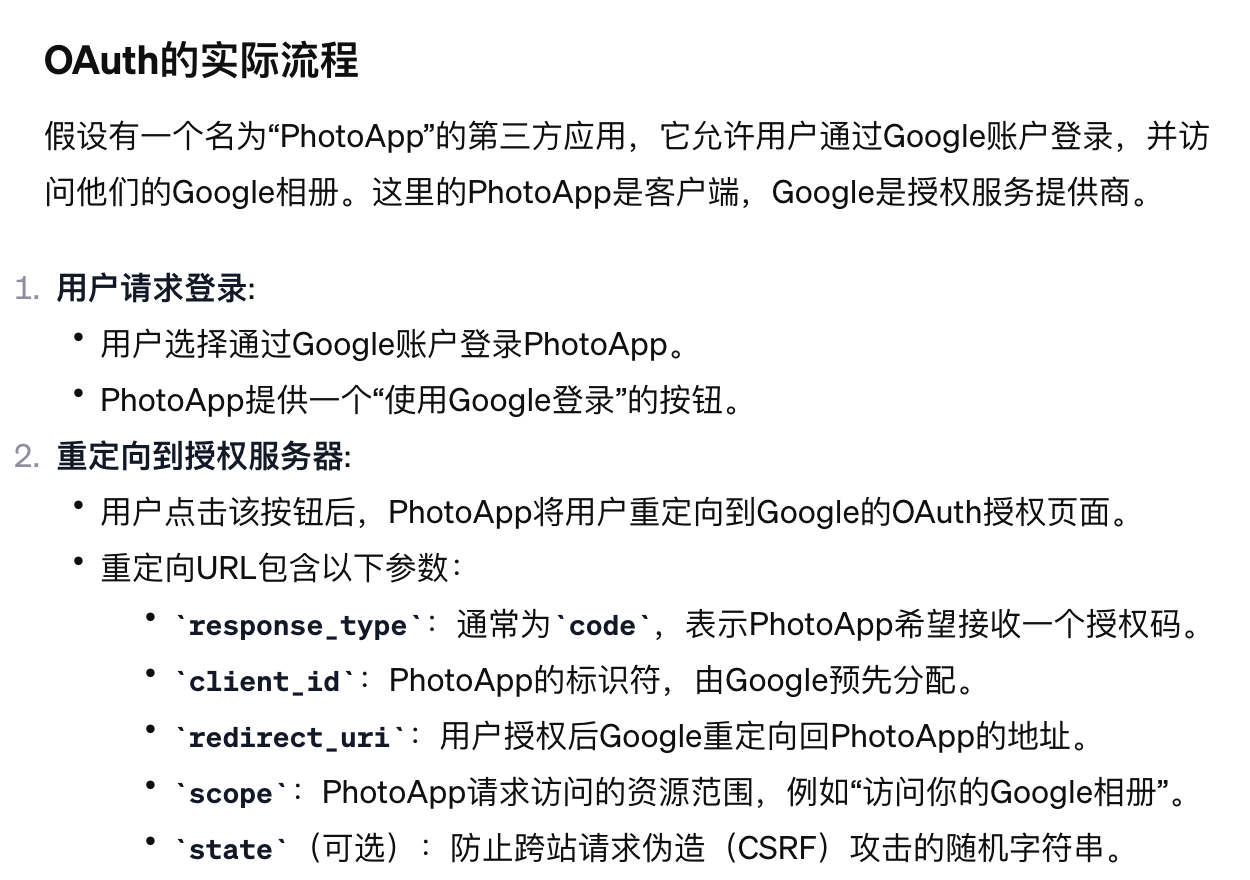 OAuth的实际流程
假设有一个名为“PhotoApp”的第三方应用，它允许用户通过Google账户登录，并访
问他们的Google相册。这里的PhotoApp是客户端，Google是授权服务提供商。
1. 用户请求登录:
• 用户选择通过Google账户登录PhotoApp。
• PhotoApp提供一个“使用Google登录”的按钮。
2. 重定向到授权服务器:
• 用户点击该按钮后，PhotoApp将用户重定向到Google的OAuth授权页面。
• 重定向URL包含以下参数：
• `response_type`：通常为`code`，表示PhotoApp希望接收一个授权码。
• `client_id`：PhotoApp的标识符，由Google预先分配。
• `redirect_uri`：用户授权后Google重定向回PhotoApp的地址。
• `scope`：PhotoApp请求访问的资源范围，例如“访问你的Google相册”。
• `state`（可选）：防止跨站请求伪造（CSRF）攻击的随机字符串。